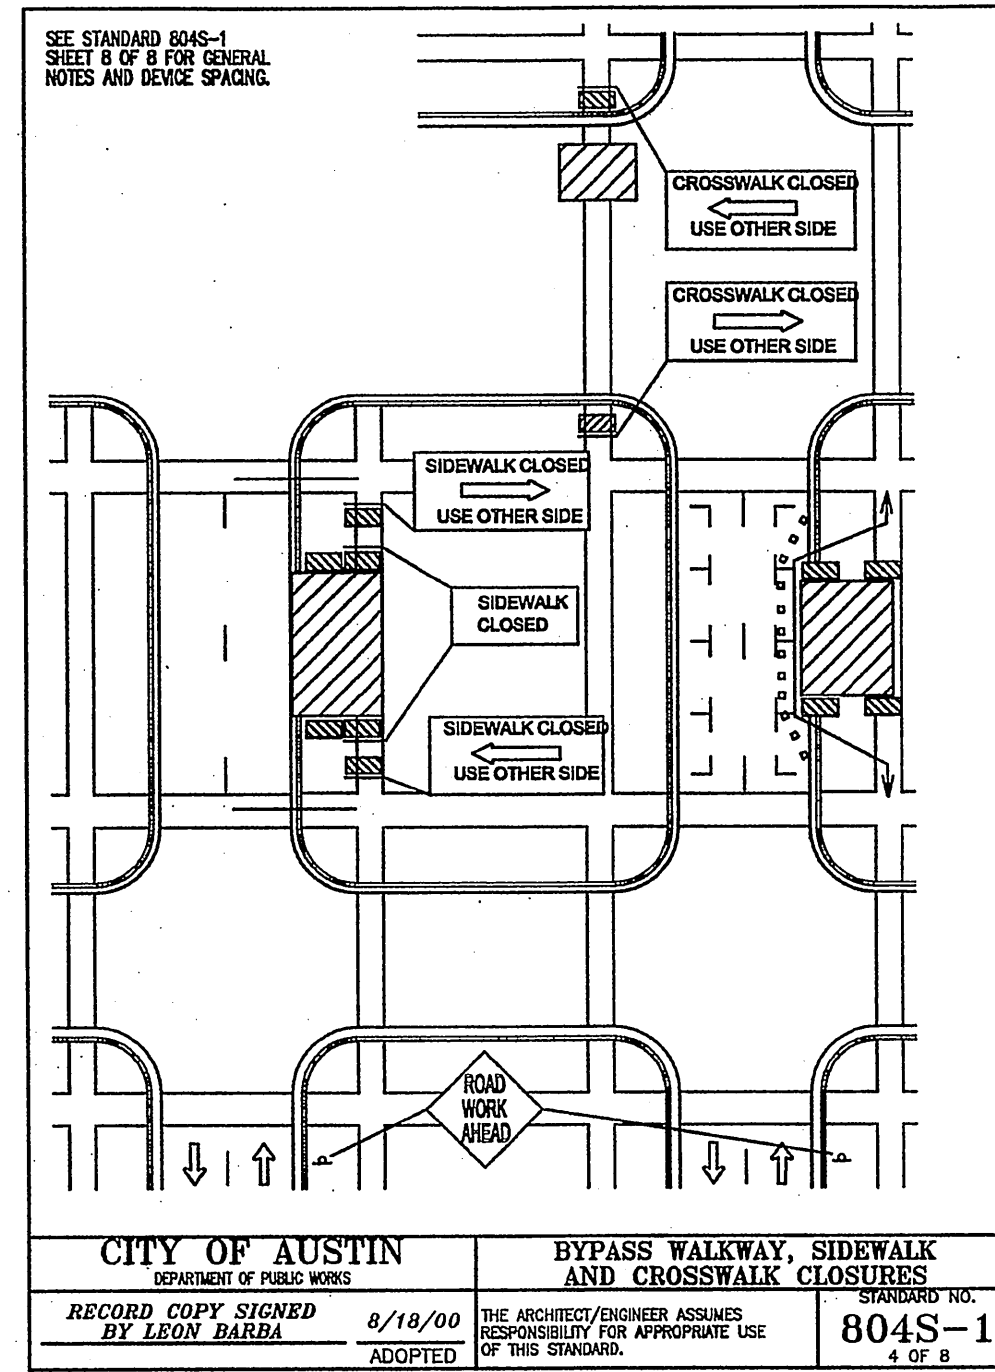 SEE STANDARD 804S-1
SHEET 8 OF 8 FOR GENERAL
NOTES AND DEVICE SPACING.
CROSSWALK CLOSED
USE OTHER SIDE
CROSSWALK CLOSED
USE OTHER SIDE
SIDEWALK CLOSED
USE OTHER SIDE
SIDEWALK
CLOSED
SIDEWALK CLOSED
USE OTHER SIDE
ROAD
WORK
AHEAD
CITY OF AUSTIN
DEPARTMENT OF PUBLIC WORKS
BYPASS WALKWAY, SIDEWALK
AND CROSSWALK CLOSURES
RECORD COPY SIGNED
BY LEON BARBA
8/18/00
ADOPTED
THE ARCHITECT/ENGINEER ASSUMES
RESPONSIBILITY FOR APPROPRIATE USE
OF THIS STANDARD.
STANDARD NO.
804S-1
4 OF 8